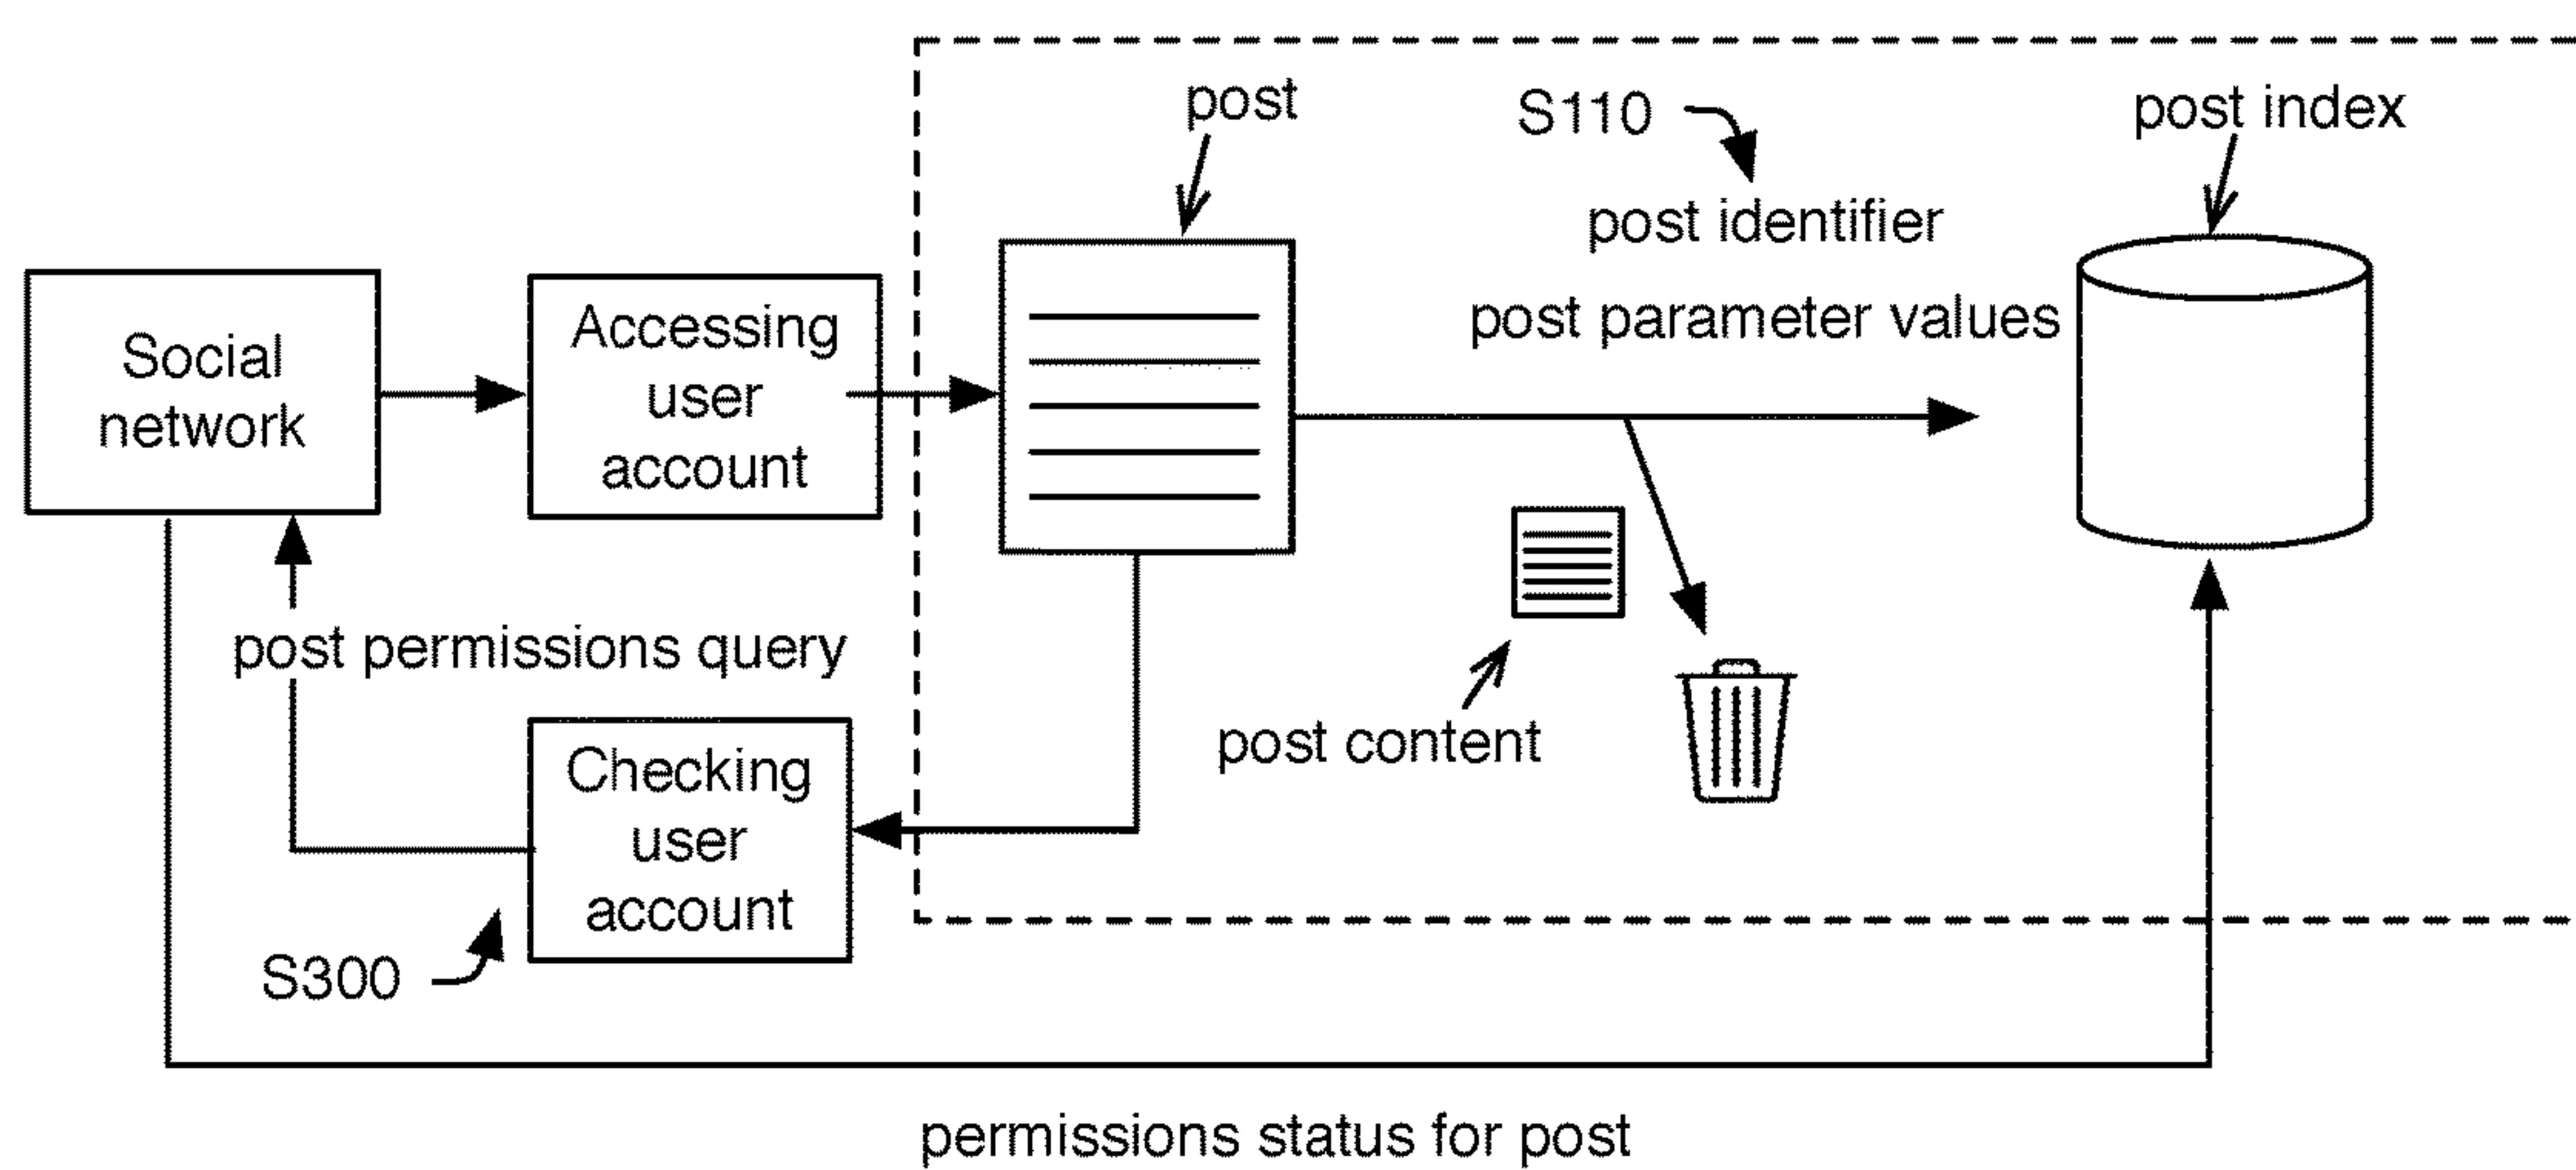 post
S110
post index
post identifier
post parameter values
Social
network
Accessing
user
account
post permissions query
post content
Checking
user
account
S300
permissions status for post